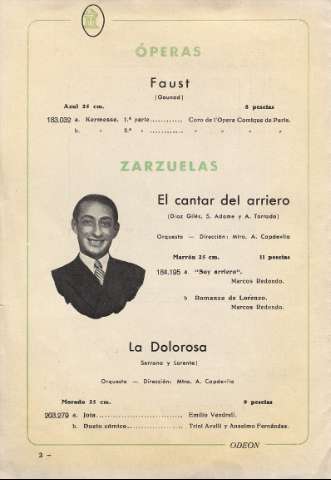 ÓPERAS
Faust
(Gounod)
Azul 25 cm. 8 pesetas
183.032 a. Kermesse. 1.ª parte............ Coro de l'Opera Comique de Paris.
b. " 2.ª " ............ " " " " "
ZARZUELAS
El cantar del arriero
(Díaz Giles, S. Adame y A. Torrado)
Orquesta — Dirección: Mtro. A. Capdevila
Marrón 25 cm. 11 pesetas
184.195 a. "Soy arriero".
Marcos Redondo.
b. Romanza de Lorenzo.
Marcos Redondo.
La Dolorosa
Serrano y Lorente)
Orquesta — Dirección: Mtro. A. Capdevila
Morado 25 cm. 9 pesetas
203.279 a. Jota............ Emilio Vendrell.
b. Dueto cómico............ Trini Avellí y Anselmo Fernández.
ODEON
2 —